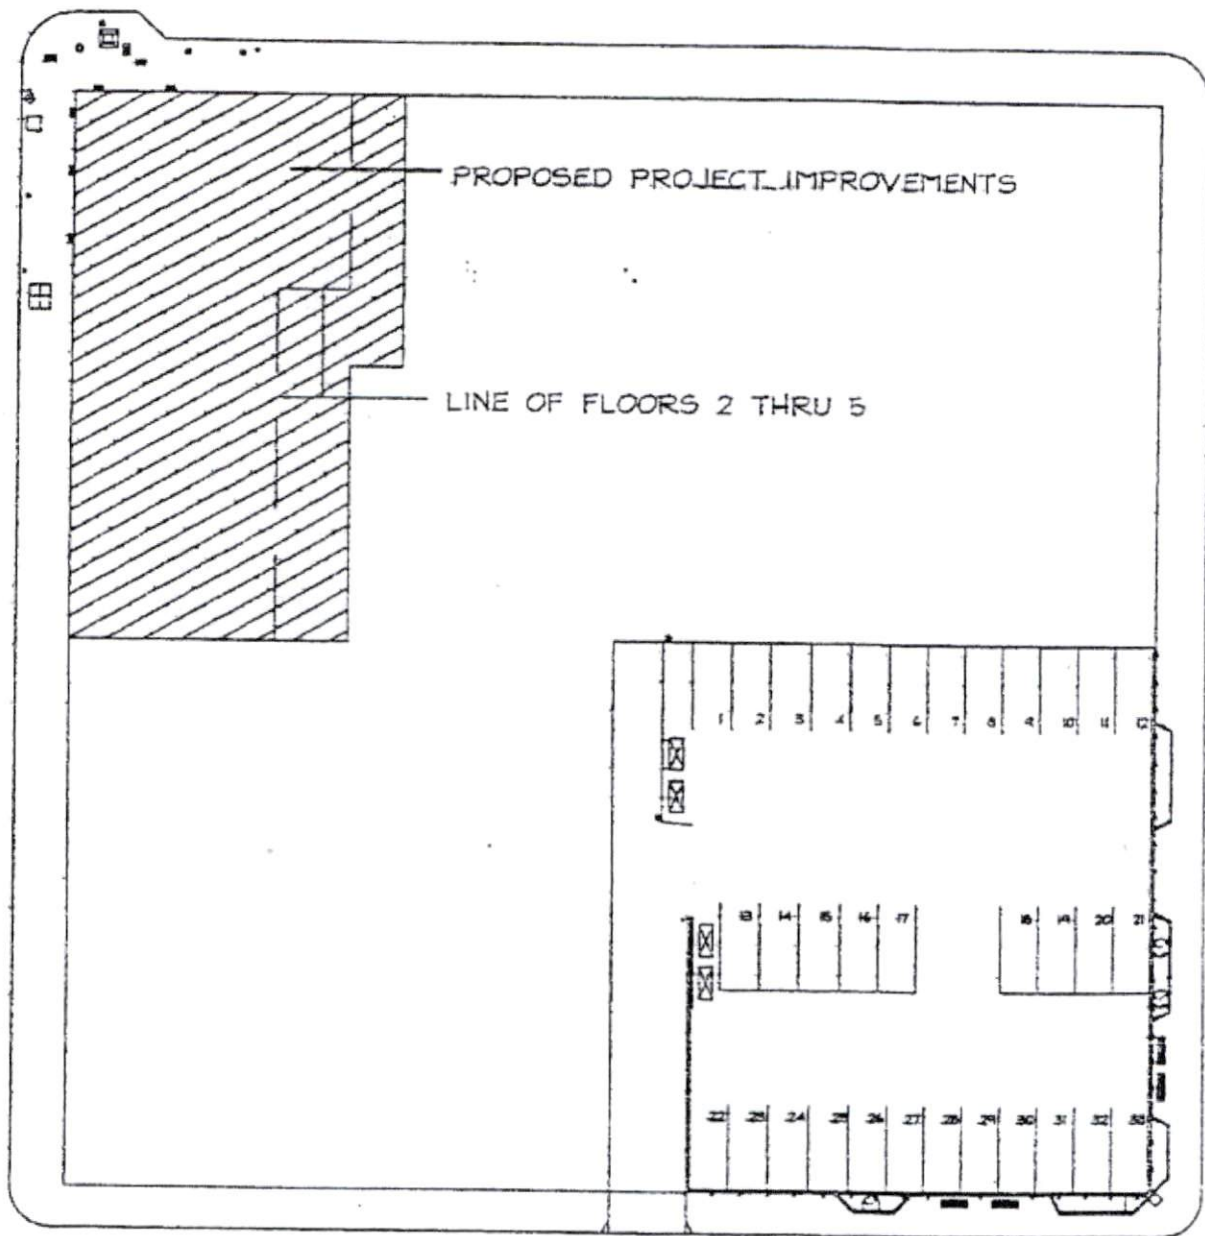 PROPOSED PROJECT IMPROVEMENTS
LINE OF FLOORS 2 THRU 5
1 2 3 4 5 6 7 8 9 10 11 12
13 14 15 16 17 18 19 20 21
22 23 24 25 26 27 28 29 30 31 32 33